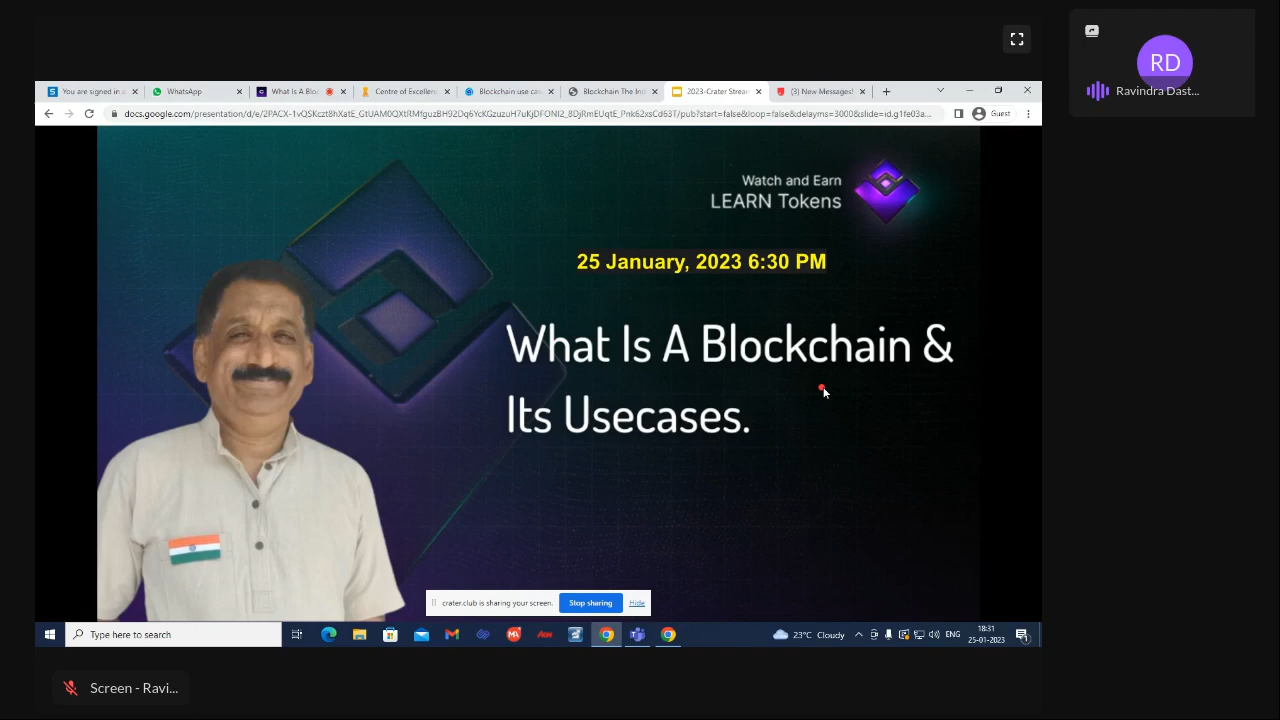 RD
Ravindra Dast...
You are signed in
WhatsApp
What Is A Bloc
Centre of Excellen
Blockchain use cas
Blockchain The Ind
2023-Crater Strean
(3) New Messages!
Guest
Watch and Earn
LEARN Tokens
25 January, 2023 6:30 PM
What Is A Blockchain &
Its Usecases.
crater.club is sharing your screen.
Stop sharing
Hide
Type here to search
23°C Cloudy
ENG
18:31
25-01-2023
Screen - Ravi...